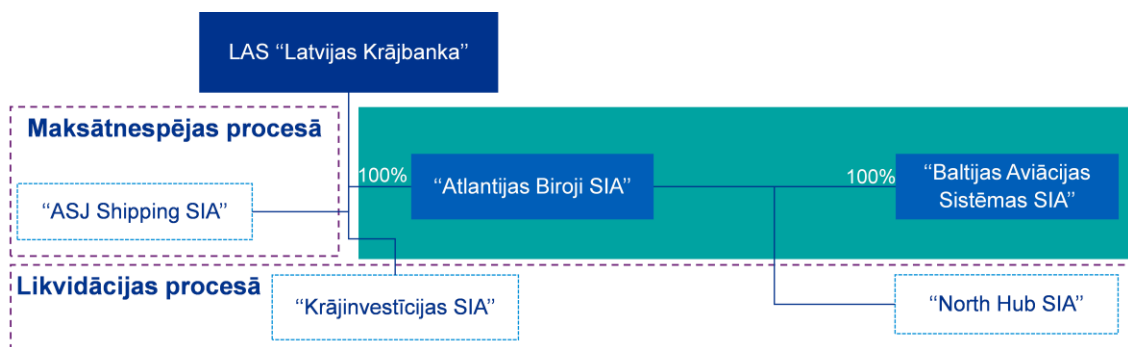 LAS “Latvijas Krājbanka”
Maksātnespējas procesā
100%
“Atlantijas Biroji SIA”
100%
“Baltijas Aviācijas
Sistēmas SIA”
“ASJ Shipping SIA”
Likvidācijas procesā
“Krājinvestīcijas SIA”
“North Hub SIA”